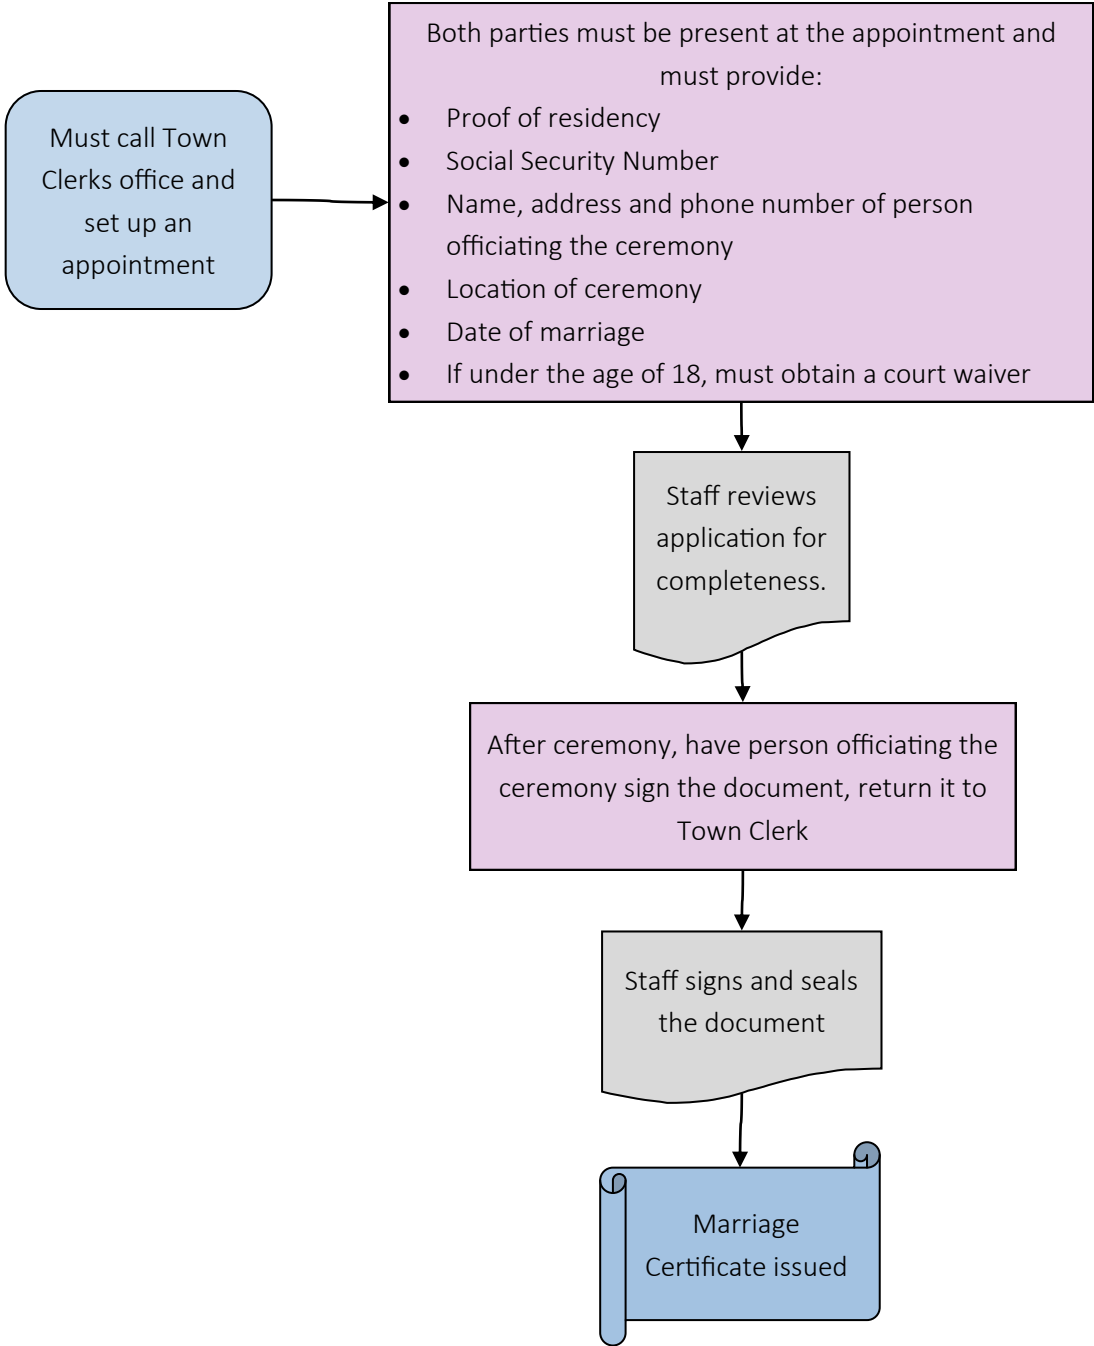 Must call Town
Clerks office and
set up an
appointment
Both parties must be present at the appointment and
must provide:
• Proof of residency
• Social Security Number
• Name, address and phone number of person
officiating the ceremony
• Location of ceremony
• Date of marriage
• If under the age of 18, must obtain a court waiver
Staff reviews
application for
completeness.
After ceremony, have person officiating the
ceremony sign the document, return it to
Town Clerk
Staff signs and seals
the document
Marriage
Certificate issued